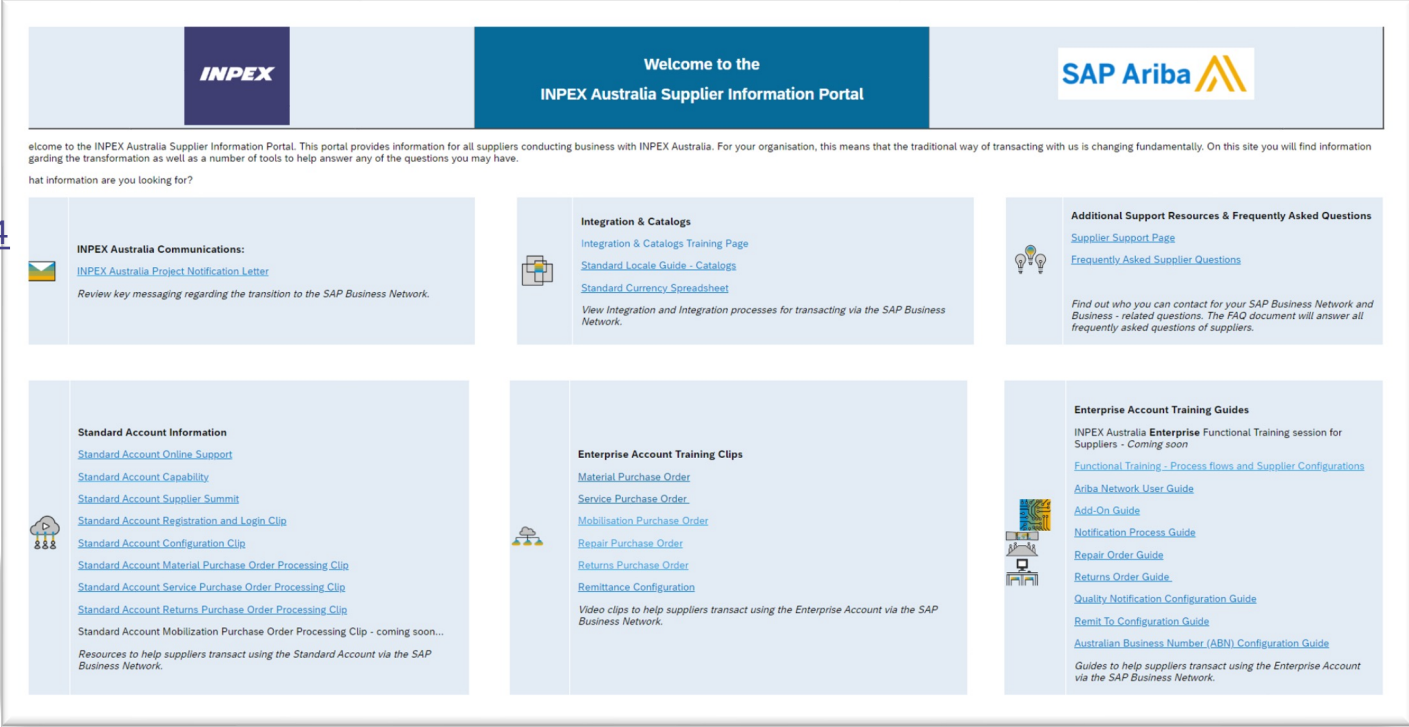 INPEX
Welcome to the
INPEX Australia Supplier Information Portal
SAP Ariba
elcome to the INPEX Australia Supplier Information Portal. This portal provides information for all suppliers conducting business with INPEX Australia. For your organisation, this means that the traditional way of transacting with us is changing fundamentally. On this site you will find information
garding the transformation as well as a number of tools to help answer any of the questions you may have.
hat information are you looking for?
4
INPEX Australia Communications:
INPEX Australia Project Notification Letter
Review key messaging regarding the transition to the SAP Business Network.
Integration & Catalogs
Integration & Catalogs Training Page
Standard Locale Guide - Catalogs
Standard Currency Spreadsheet
View Integration and Integration processes for transacting via the SAP Business
Network.
Additional Support Resources & Frequently Asked Questions
Supplier Support Page
Frequently Asked Supplier Questions
Find out who you can contact for your SAP Business Network and
Business - related questions. The FAQ document will answer all
frequently asked questions of suppliers.
Standard Account Information
Standard Account Online Support
Standard Account Capability
Standard Account Supplier Summit
Standard Account Registration and Login Clip
Standard Account Configuration Clip
Standard Account Material Purchase Order Processing Clip
Standard Account Service Purchase Order Processing Clip
Standard Account Returns Purchase Order Processing Clip
Standard Account Mobilization Purchase Order Processing Clip - coming soon...
Resources to help suppliers transact using the Standard Account via the SAP
Business Network.
Enterprise Account Training Clips
Material Purchase Order
Service Purchase Order
Mobilisation Purchase Order
Repair Purchase Order
Returns Purchase Order
Remittance Configuration
Video clips to help suppliers transact using the Enterprise Account via the SAP
Business Network.
Enterprise Account Training Guides
INPEX Australia Enterprise Functional Training session for
Suppliers - Coming soon
Functional Training - Process flows and Supplier Configurations
Ariba Network User Guide
Add-On Guide
Notification Process Guide
Repair Order Guide
Returns Order Guide
Quality Notification Configuration Guide
Remit To Configuration Guide
Australian Business Number (ABN) Configuration Guide
Guides to help suppliers transact using the Enterprise Account
via the SAP Business Network.